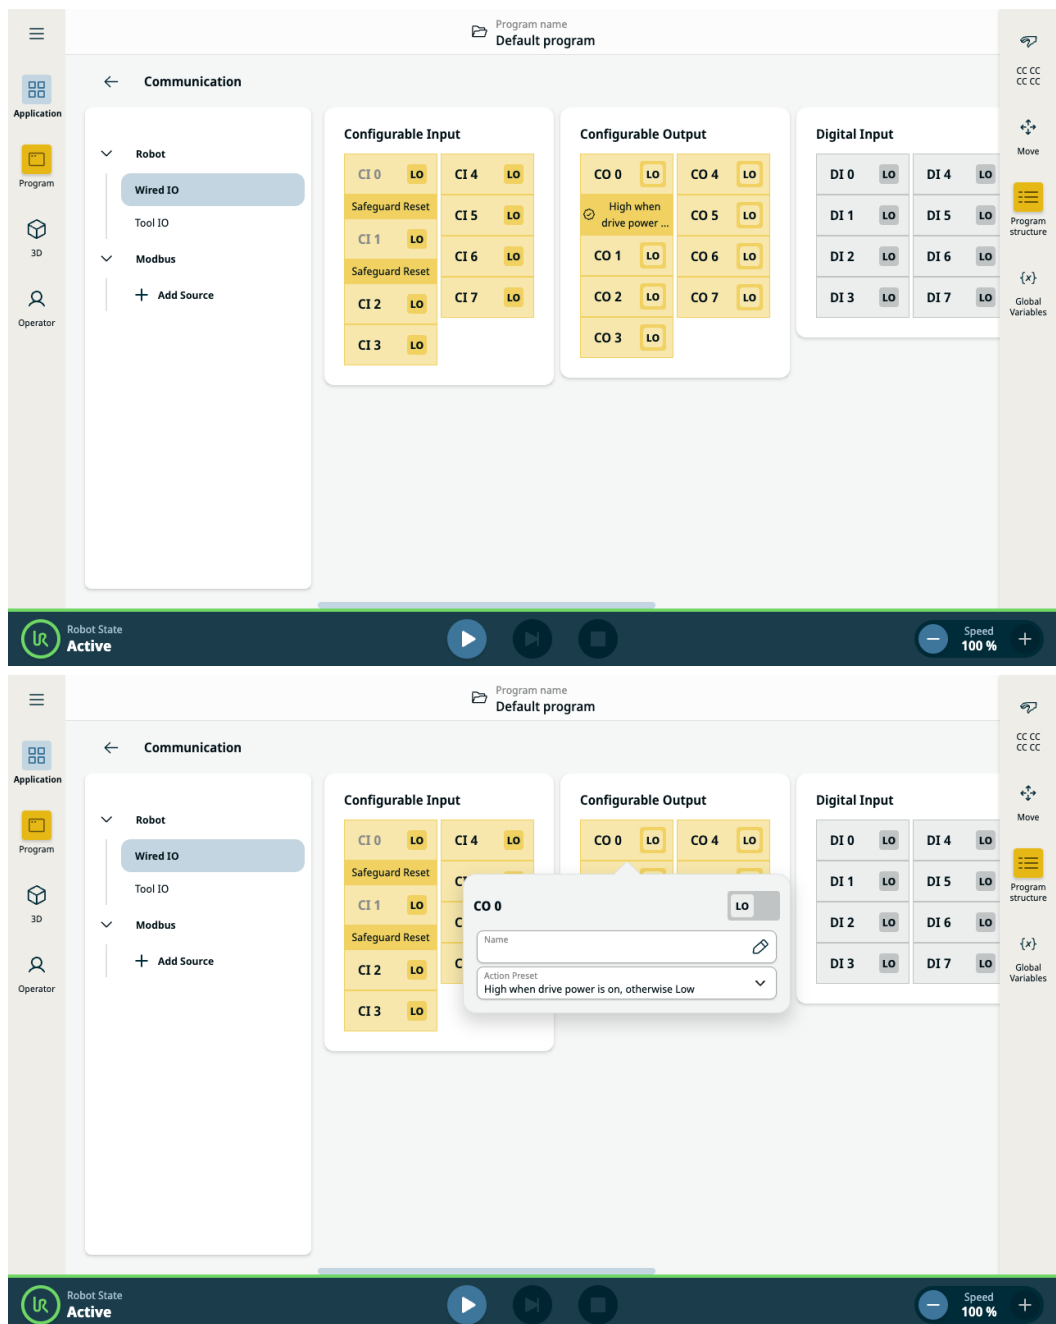 Program name
Default program
Communication
Application
Program
3D
Operator
Robot
Wired IO
Tool IO
Modbus
Add Source
Configurable Input
CI 0 LO CI 4 LO
Safeguard Reset
CI 5 LO
CI 1 LO
CI 6 LO
Safeguard Reset
CI 2 LO CI 7 LO
CI 3 LO
Configurable Output
CO 0 LO CO 4 LO
High when
drive power ...
CO 5 LO
CO 1 LO CO 6 LO
CO 2 LO CO 7 LO
CO 3 LO
Digital Input
DI 0 LO DI 4 LO
DI 1 LO DI 5 LO
DI 2 LO DI 6 LO
DI 3 LO DI 7 LO
CC CC
CC CC
Move
Program
structure
{x}
Global
Variables
UR
Robot State
Active
Speed
100 %
Program name
Default program
Communication
Application
Program
3D
Operator
Robot
Wired IO
Tool IO
Modbus
Add Source
Configurable Input
CI 0 LO CI 4 LO
Safeguard Reset
CI 1 LO
Safeguard Reset
CI 2 LO
CI 3 LO
Configurable Output
CO 0 LO CO 4 LO
CO 0 LO
Name
Action Preset
High when drive power is on, otherwise Low
Digital Input
DI 0 LO DI 4 LO
DI 1 LO DI 5 LO
DI 2 LO DI 6 LO
DI 3 LO DI 7 LO
CC CC
CC CC
Move
Program
structure
{x}
Global
Variables
UR
Robot State
Active
Speed
100 %